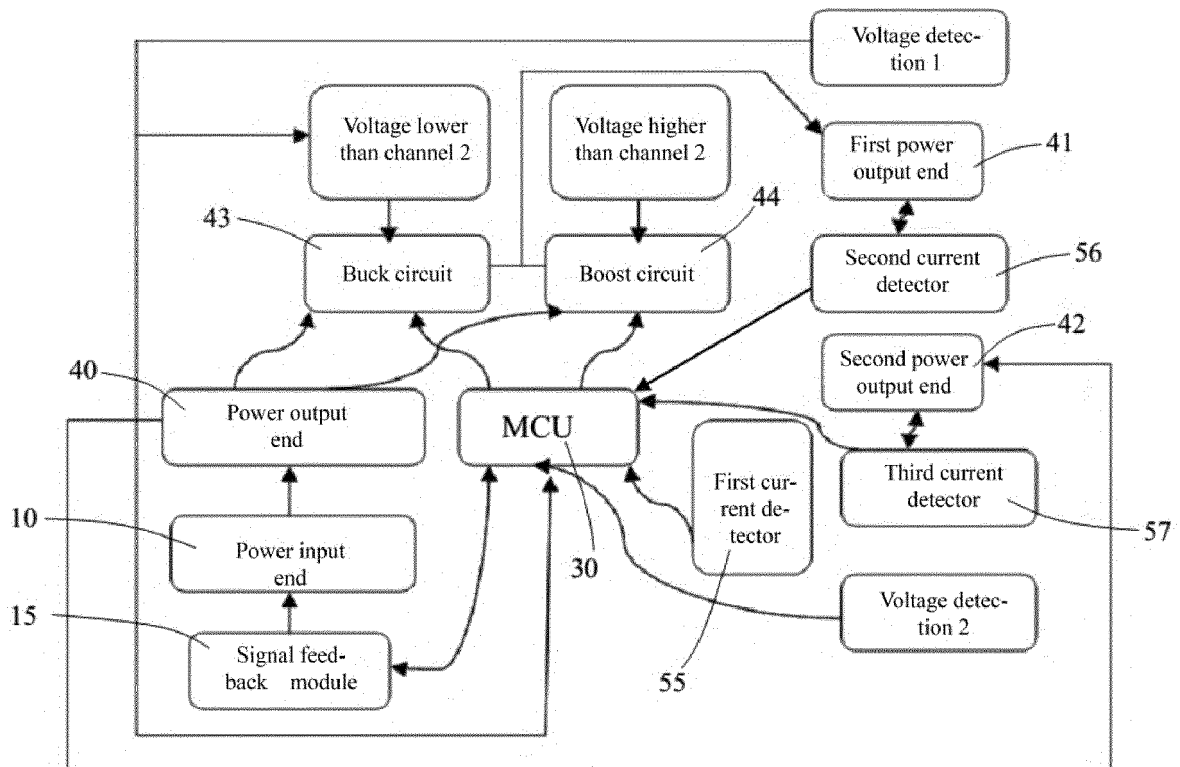 Voltage detec-
tion 1
Voltage lower
than channel 2
Voltage higher
than channel 2
First power
output end
41
43
44
Buck circuit
Boost circuit
Second current
detector
56
42
Second power
output end
40
Power output
end
MCU
First cur-
rent de-
tector
Third current
detector
57
10
Power input
end
30
15
Signal feed-
back module
Voltage detec-
tion 2
55